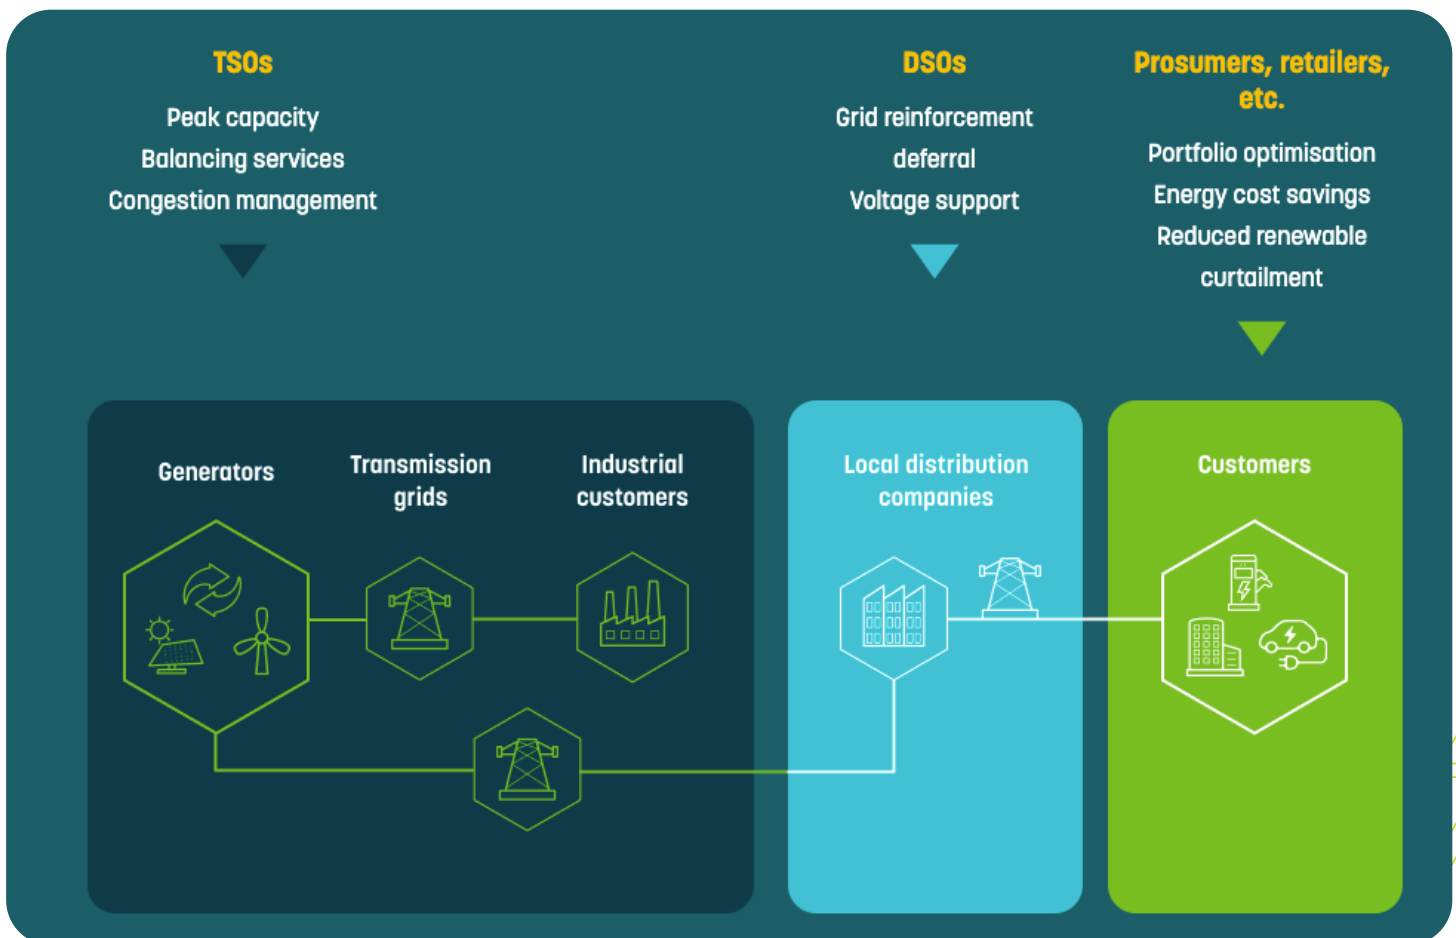 TSOs
Peak capacity
Balancing services
Congestion management
DSOs
Grid reinforcement
deferral
Voltage support
Prosumers, retailers,
etc.
Portfolio optimisation
Energy cost savings
Reduced renewable
curtailment
Generators
Transmission
grids
Industrial
customers
Local distribution
companies
Customers